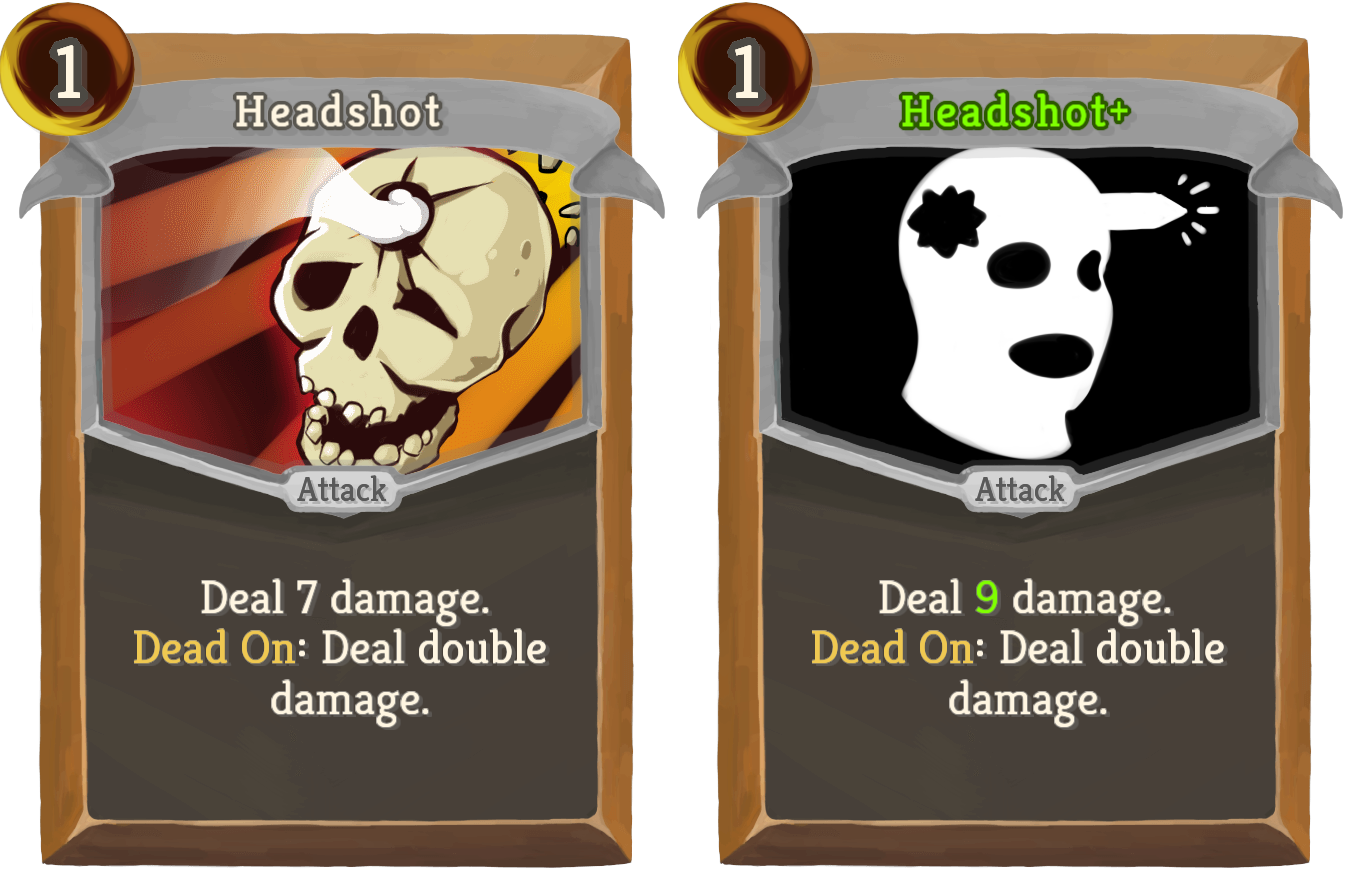 1
Headshot
Attack
Deal 7 damage.
Dead On: Deal double
damage.
1
Headshot+
Attack
Deal 9 damage.
Dead On: Deal double
damage.